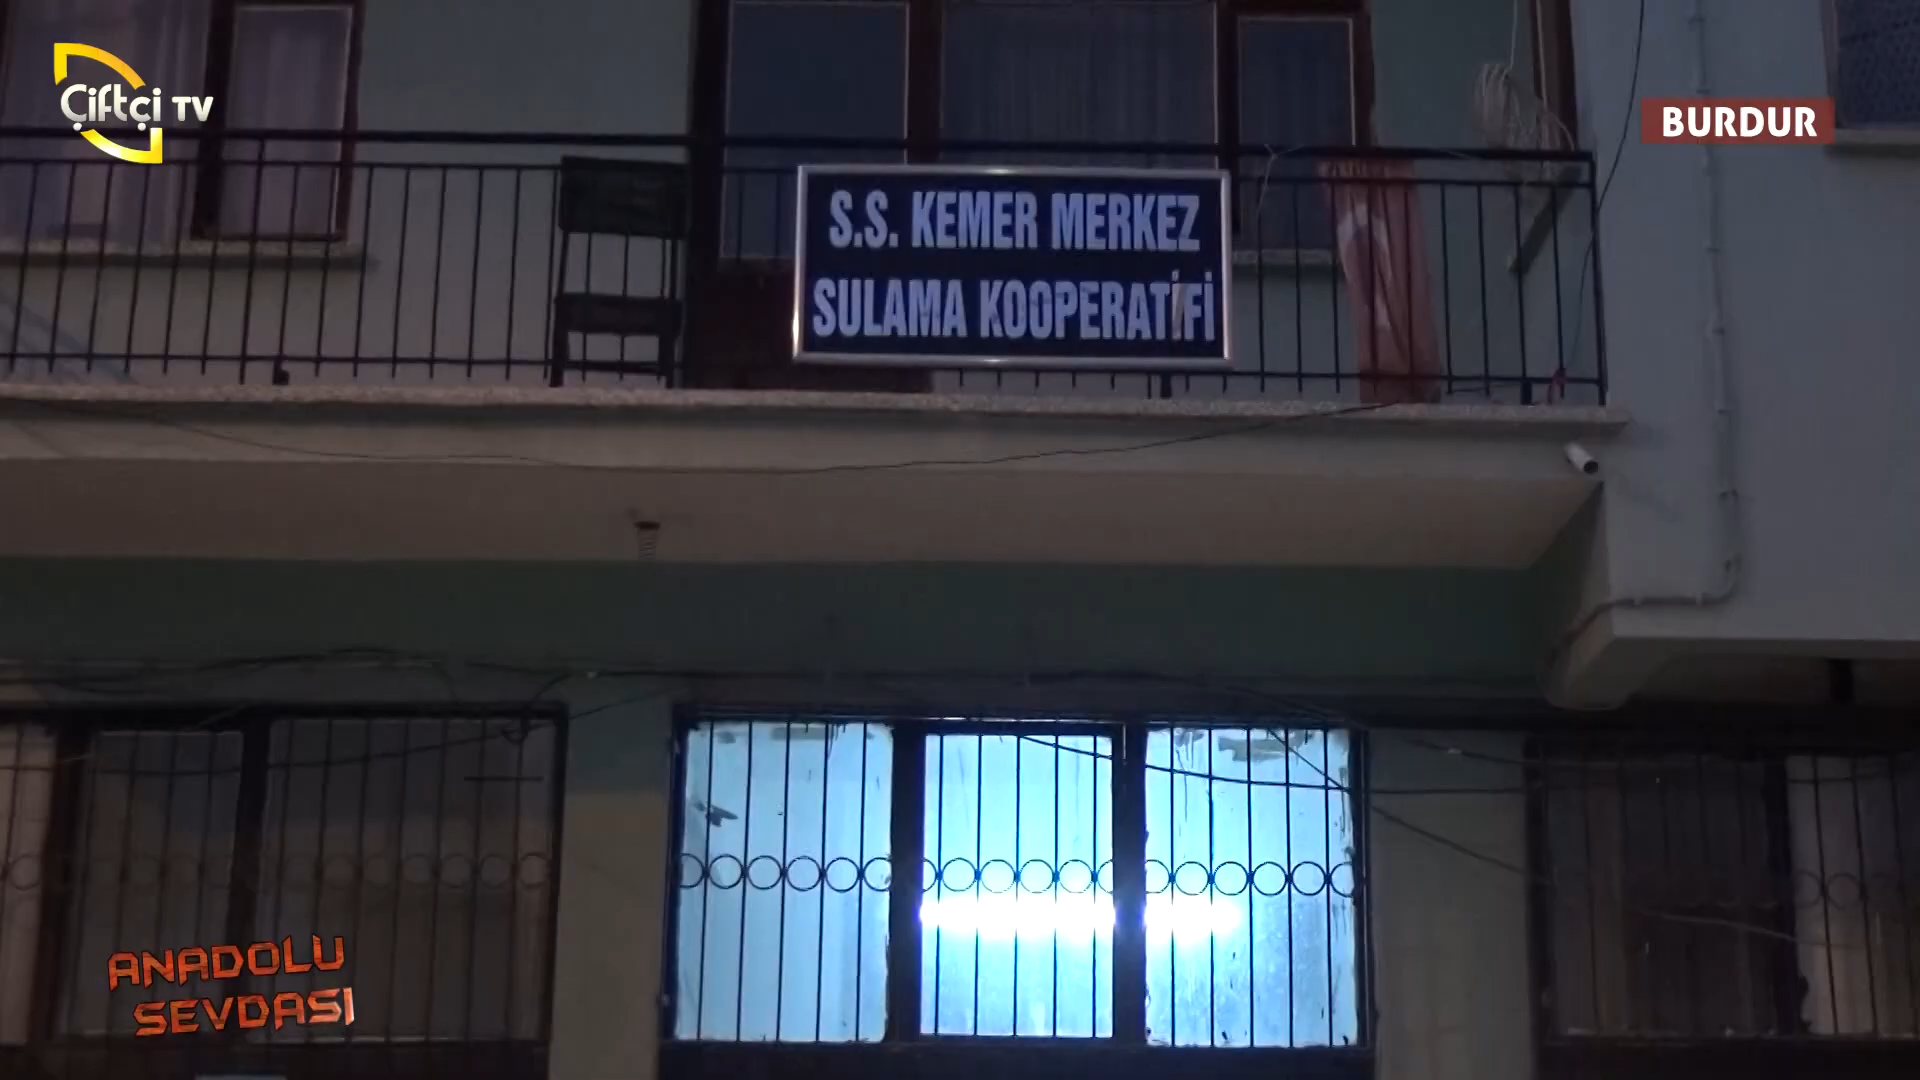 Çiftçi TV
BURDUR
S.S. KEMER MERKEZ
SULAMA KOOPERATİFİ
ANADOLU
SEVDASI